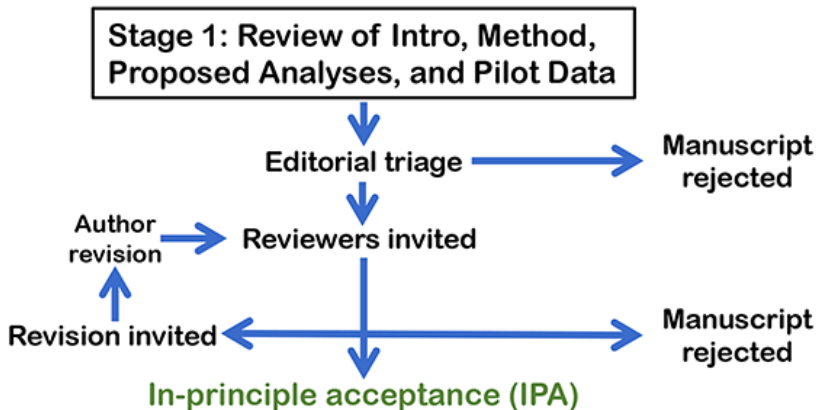 Stage 1: Review of Intro, Method,
Proposed Analyses, and Pilot Data
Editorial triage
Manuscript
rejected
Author
revision
Reviewers invited
Revision invited
Manuscript
rejected
In-principle acceptance (IPA)